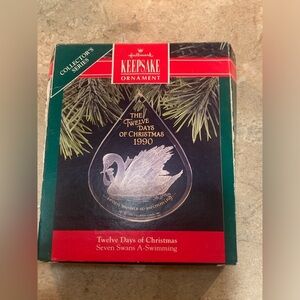 COLLECTOR'S
SERIES
Hallmark
KEEPSAKE
ORNAMENT
THE
TWELVE
DAYS
OF CHRISTMAS
1990
Twelve Days of Christmas
Seven Swans A-Swimming